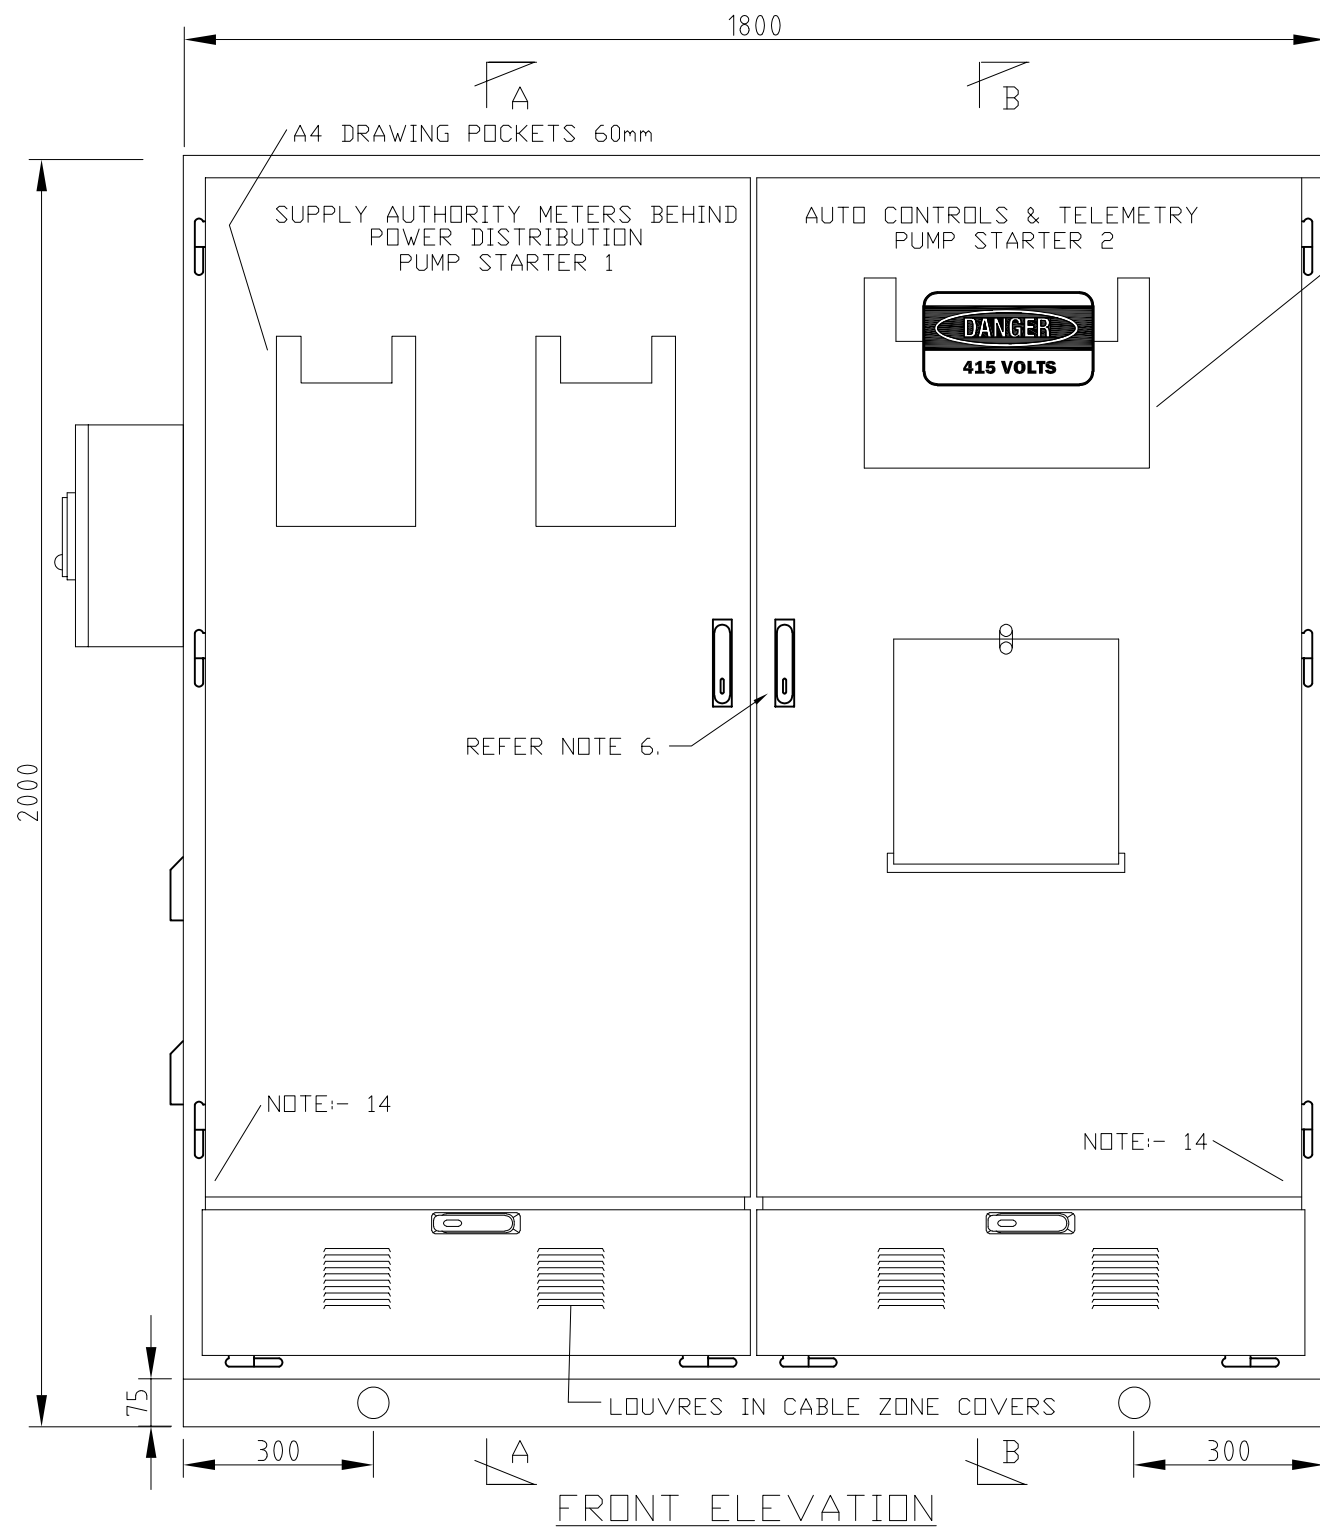 1800
A
B
A4 DRAWING POCKETS 60mm
SUPPLY AUTHORITY METERS BEHIND
POWER DISTRIBUTION
PUMP STARTER 1
AUTO CONTROLS & TELEMETRY
PUMP STARTER 2
DANGER
415 VOLTS
REFER NOTE 6.
2000
NOTE:- 14
NOTE:- 14
75
LOUVRES IN CABLE ZONE COVERS
300
A
B
300
FRONT ELEVATION